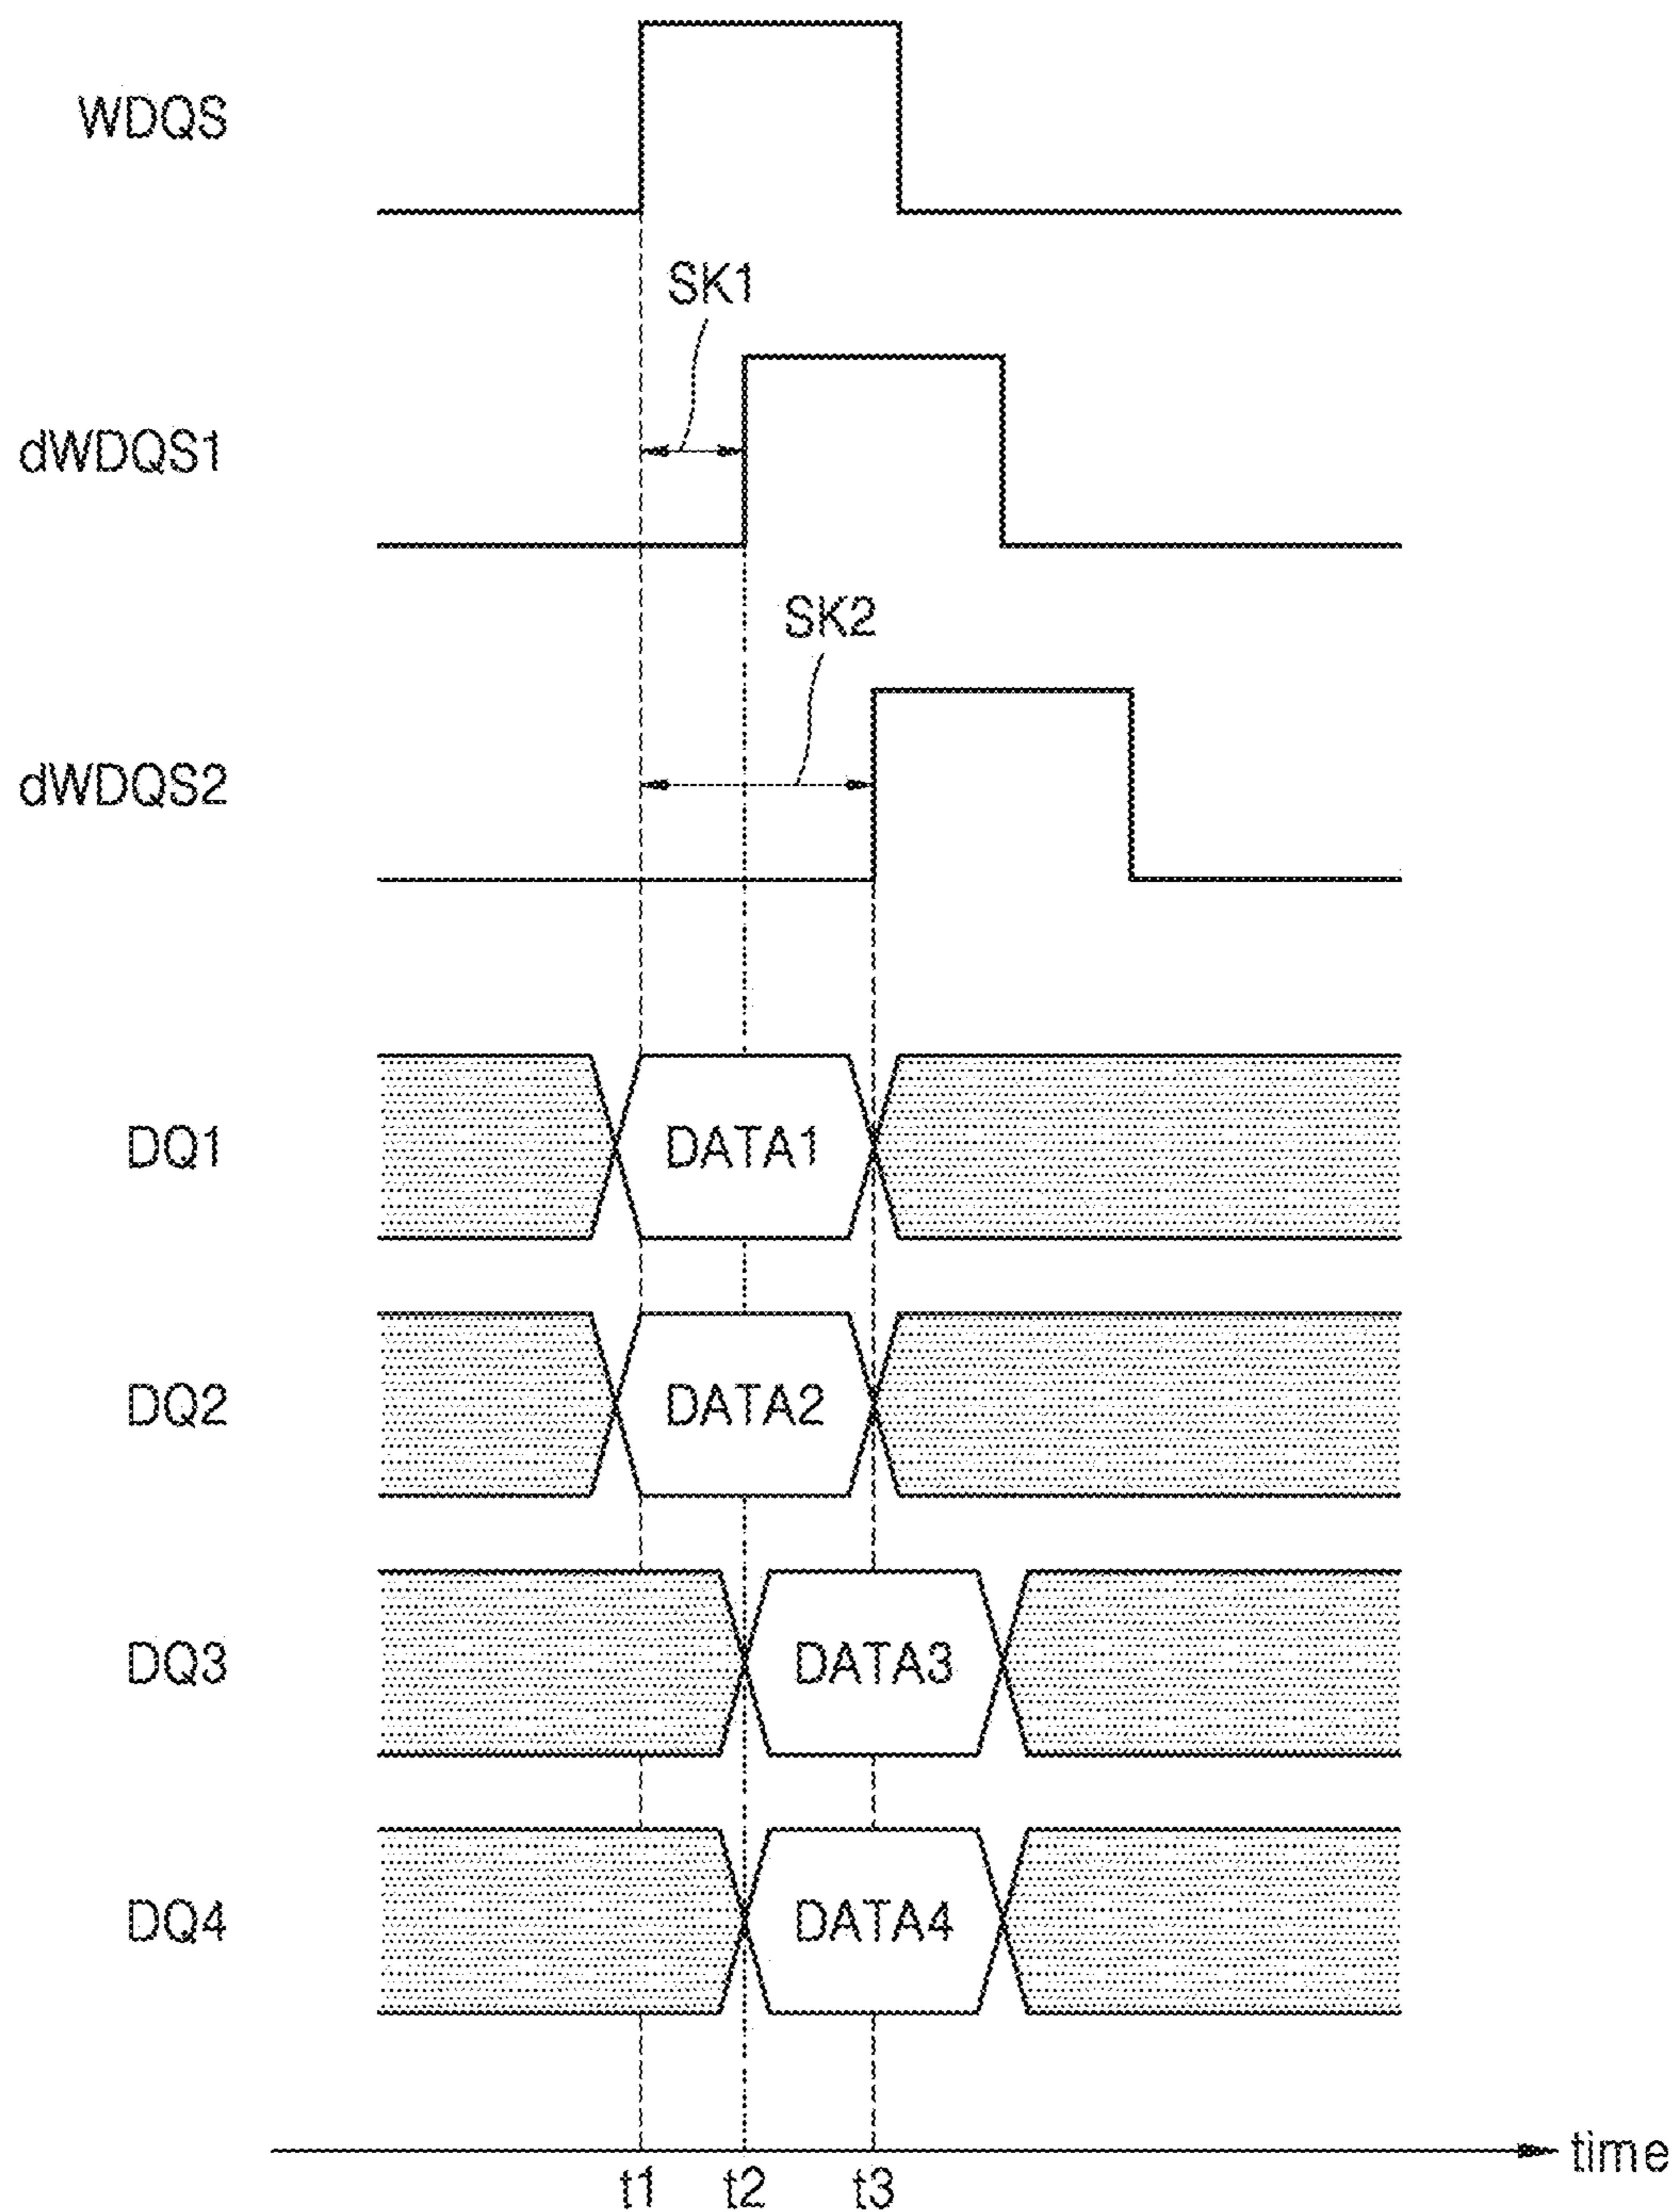 WDQS
SK1
dWDQS1
SK2
dWDQS2
DQ1 DATA1
DQ2 DATA2
DQ3 DATA3
DQ4 DATA4
time
t1 t2 t3